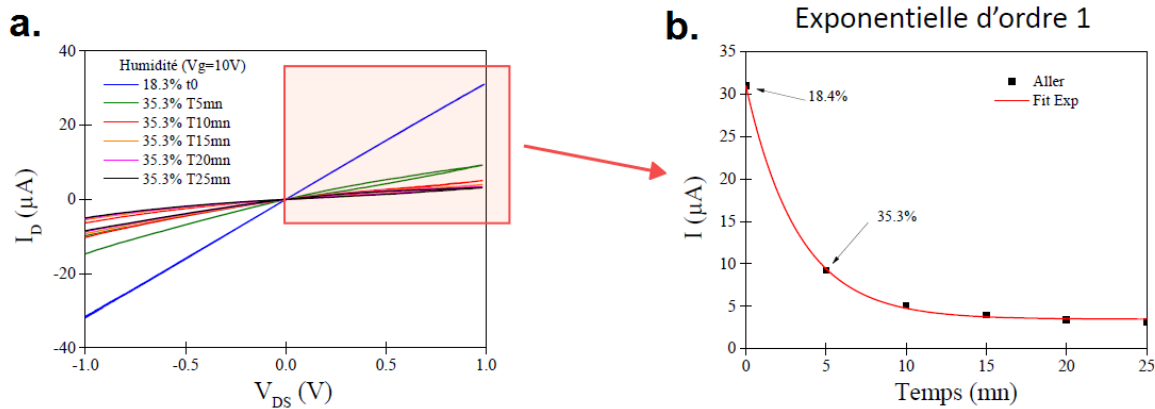 a.
40
20
0
-20
-40
I_D (µA)
Humidité (Vg=10V)
18.3% t0
35.3% T5mn
35.3% T10mn
35.3% T15mn
35.3% T20mn
35.3% T25mn
-1.0 -0.5 0.0 0.5 1.0
V_DS (V)
b.
Exponentielle d’ordre 1
35
30
25
20
15
10
5
0
I (µA)
Aller
Fit Exp
18.4%
35.3%
0 5 10 15 20 25
Temps (mn)